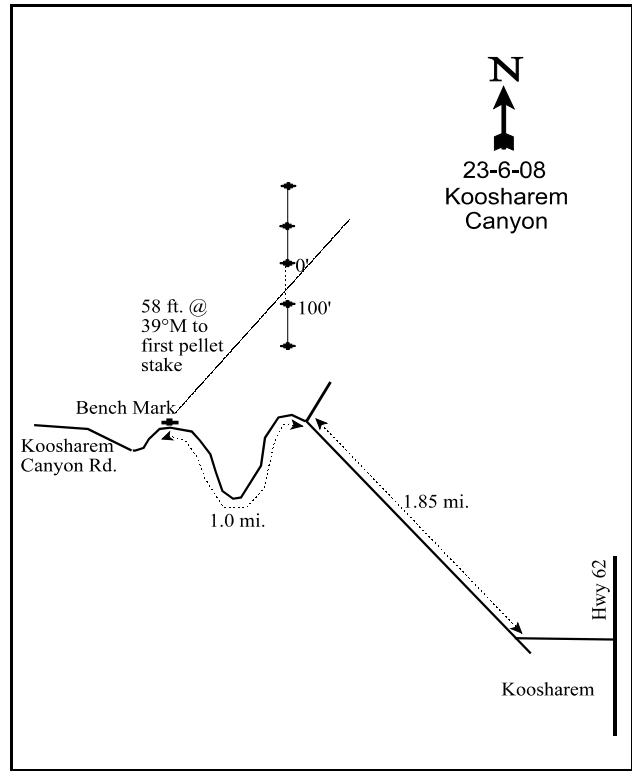 N
23-6-08
Koosharem
Canyon
0'
100'
58 ft. @
39°M to
first pellet
stake
Bench Mark
Koosharem
Canyon Rd.
1.0 mi.
1.85 mi.
Hwy 62
Koosharem